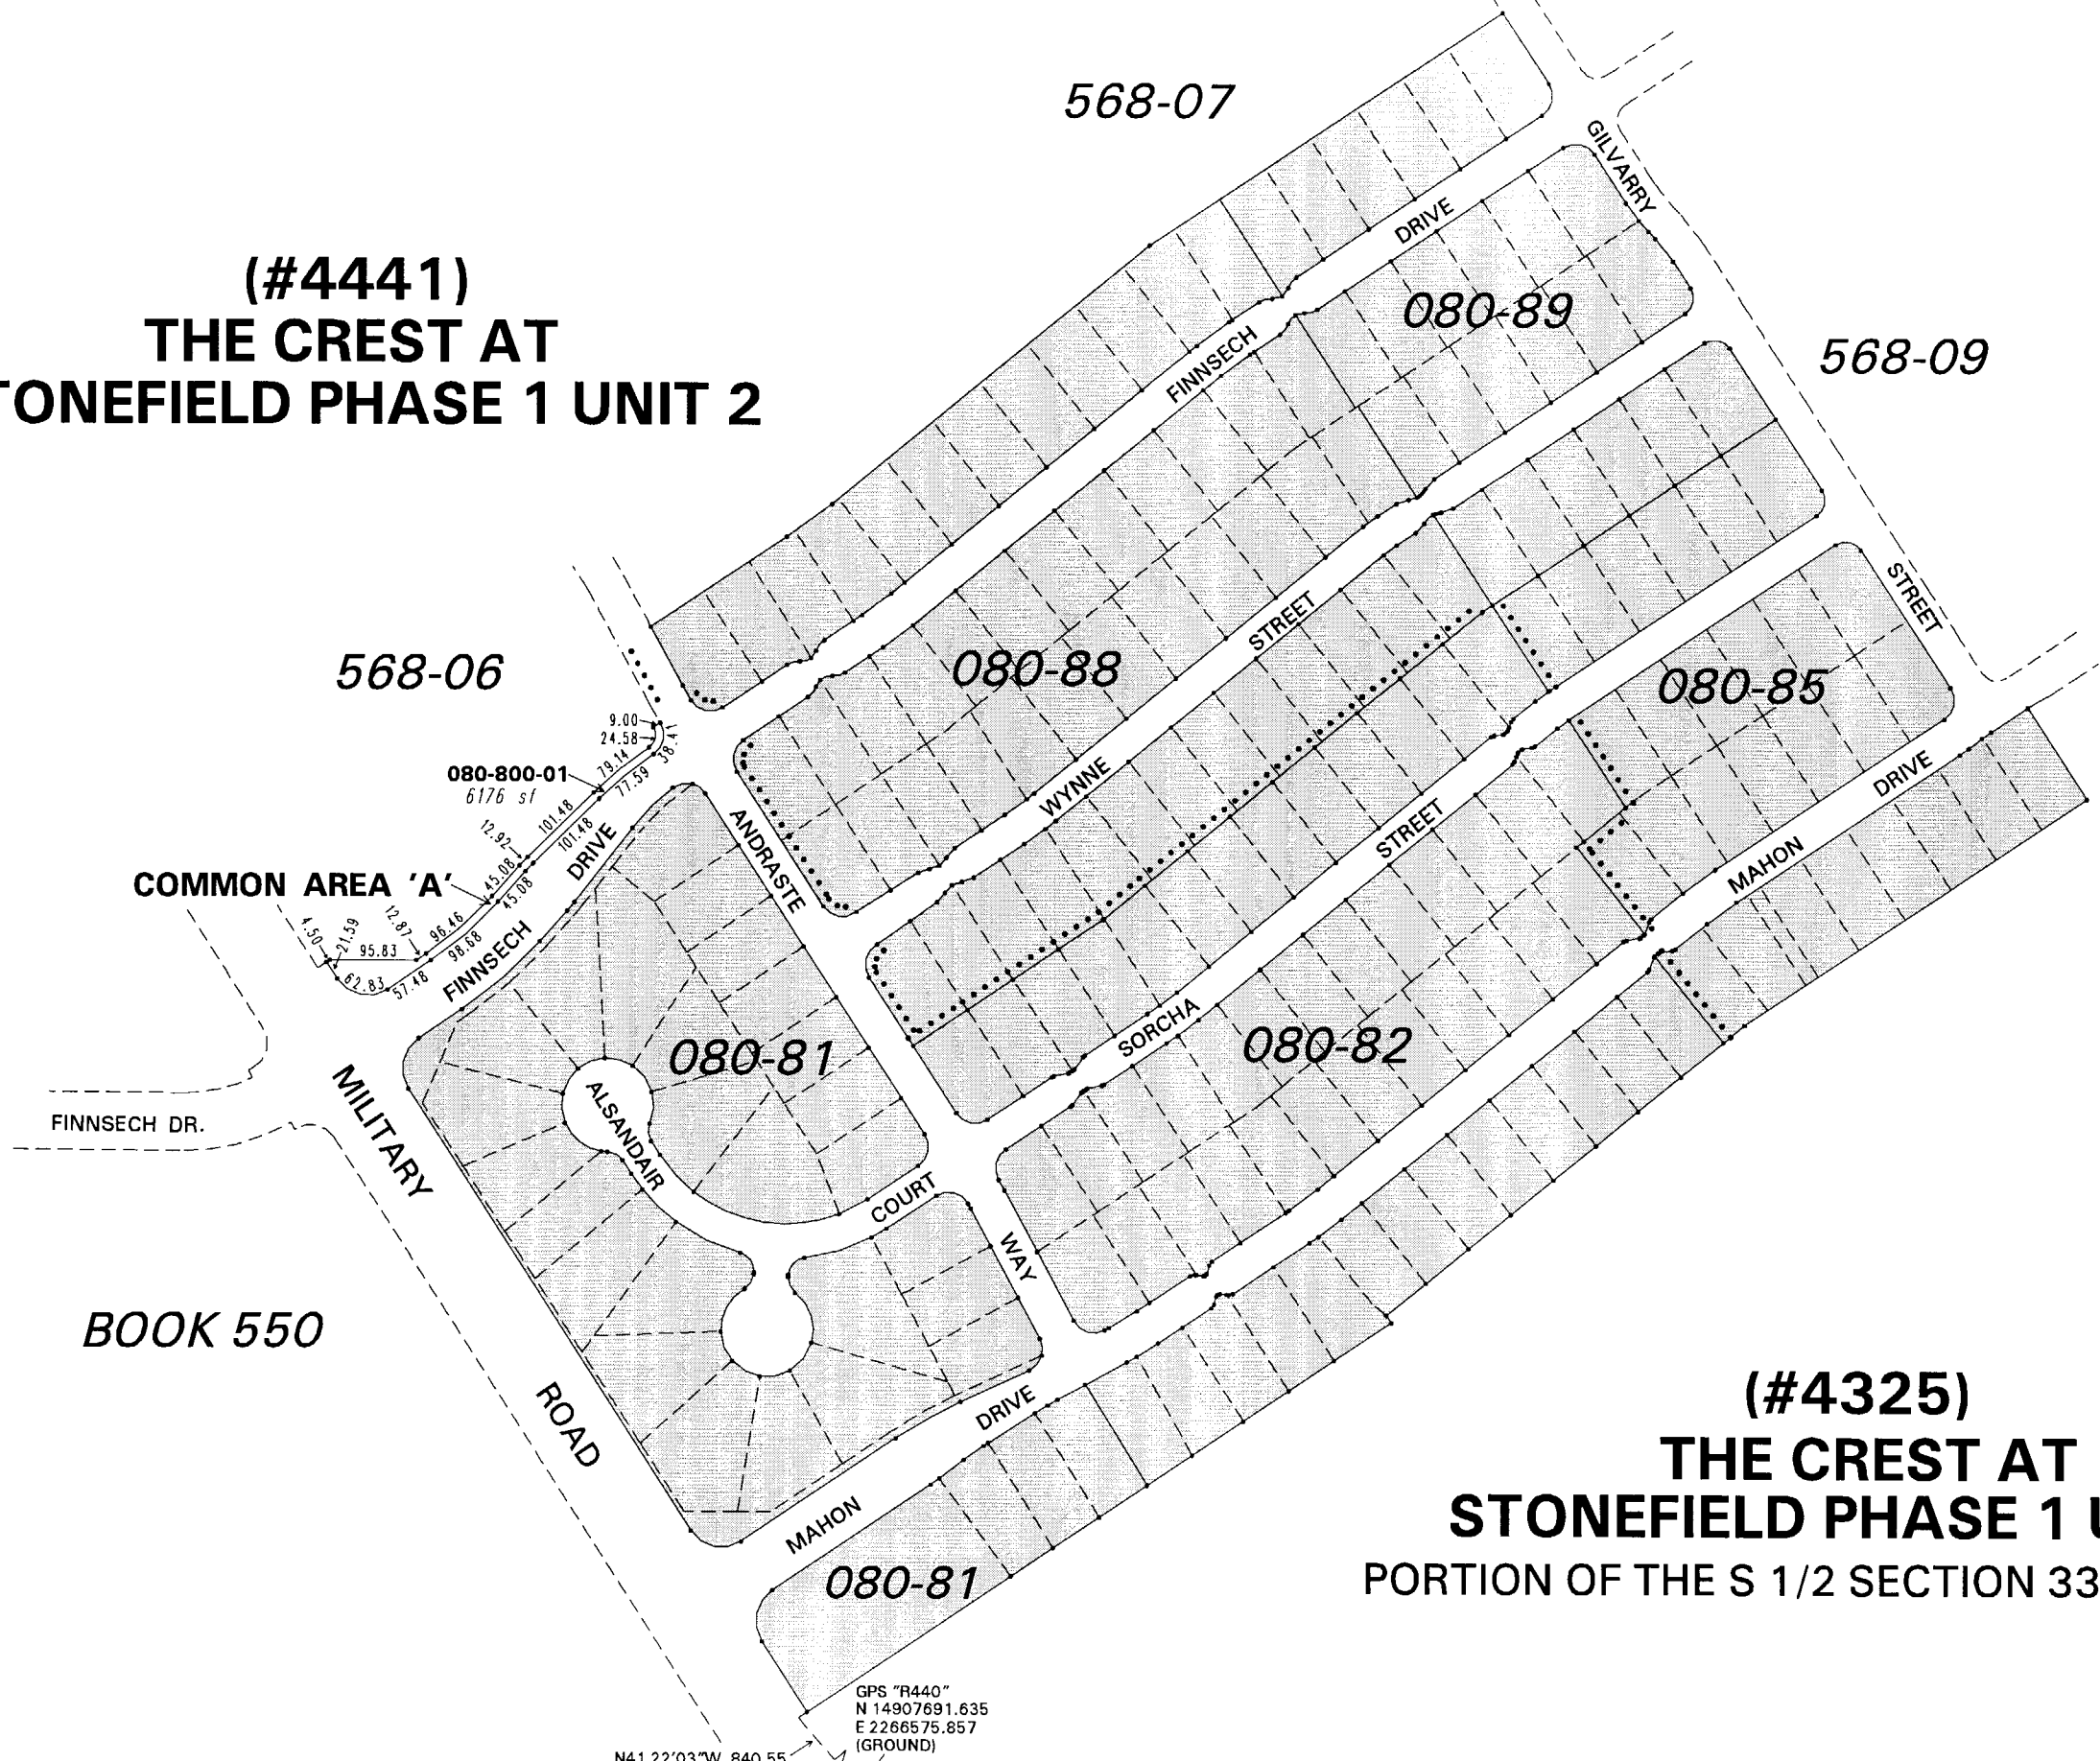 568-07
GILVARRY
DRIVE
(#4441)
THE CREST AT
TONEFIELD PHASE 1 UNIT 2
080-89
568-09
FINNSECH
STREET
568-06
080-88
STREET
080-85
9.00
24.58
38.41
79.14
77.59
080-800-01
6176 sf
101.48
101.48
12.92
45.08
45.08
COMMON AREA 'A'
DRIVE
ANDRASTE
WYNNE
STREET
DRIVE
MAHON
4.50
21.59
12.87
96.46
95.83
98.68
62.83
57.48
FINNSECH
SORCHA
080-82
080-81
MILITARY
ALSANDAIR
FINNSECH DR.
COURT
WAY
BOOK 550
ROAD
DRIVE
MAHON
080-81
(#4325)
THE CREST AT
STONEFIELD PHASE 1
PORTION OF THE S 1/2 SECTION 33
GPS "R440"
N 14907691.635
E 2266575.857
(GROUND)
N41 22'03"W 840.55